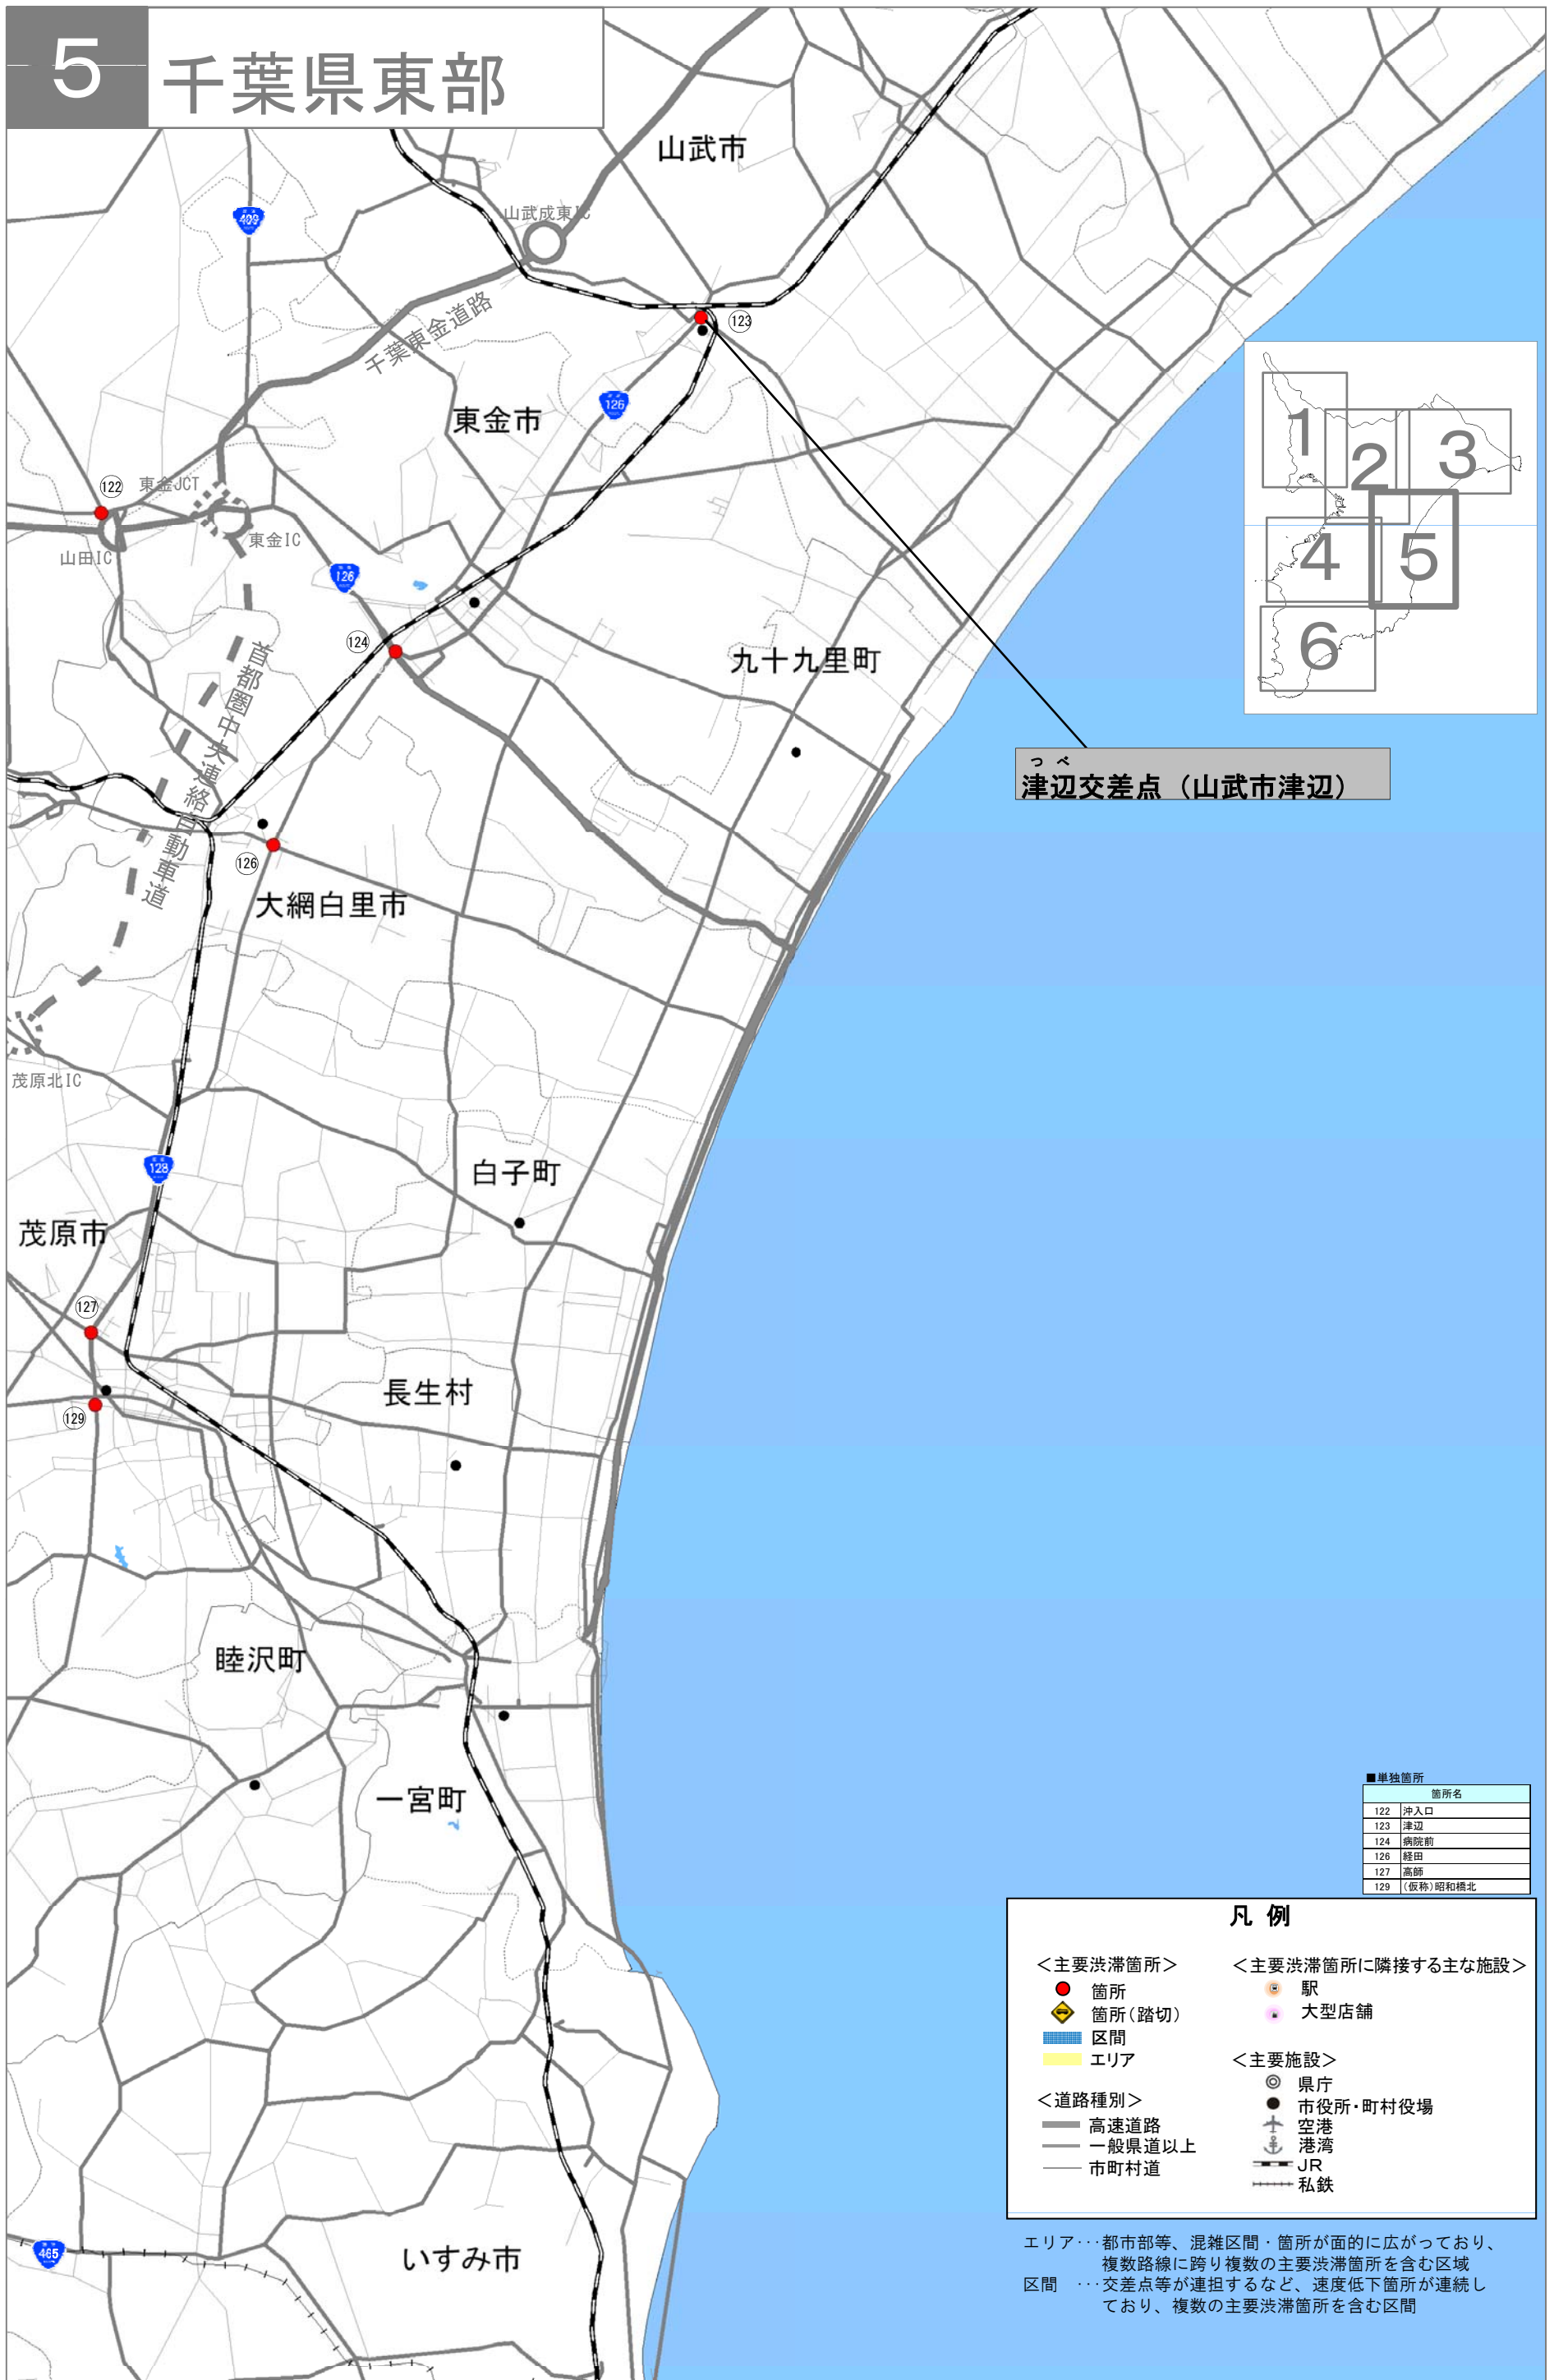 5
千葉県東部
山武市
409
山武成東IC
123
千葉東金道路
126
東金市
122
東金JCT
東金IC
山田IC
126
124
九十九里町
首都圏中央連絡自動車道
1
2
3
4
5
6
つべ
津辺交差点（山武市津辺）
126
大網白里市
茂原北IC
128
白子町
茂原市
127
長生村
129
睦沢町
一宮町
465
いすみ市
■単独箇所
箇所名
122 沖入口
123 津辺
124 病院前
126 経田
127 高師
129 (仮称)昭和橋北
凡 例
＜主要渋滞箇所＞
箇所
箇所(踏切)
区間
エリア
＜道路種別＞
高速道路
一般県道以上
市町村道
＜主要渋滞箇所に隣接する主な施設＞
駅
大型店舗
＜主要施設＞
県庁
市役所・町村役場
空港
港湾
JR
私鉄
エリア･･･都市部等、混雑区間・箇所が面的に広がっており、
複数路線に跨り複数の主要渋滞箇所を含む区域
区間 ･･･交差点等が連担するなど、速度低下箇所が連続し
ており、複数の主要渋滞箇所を含む区間